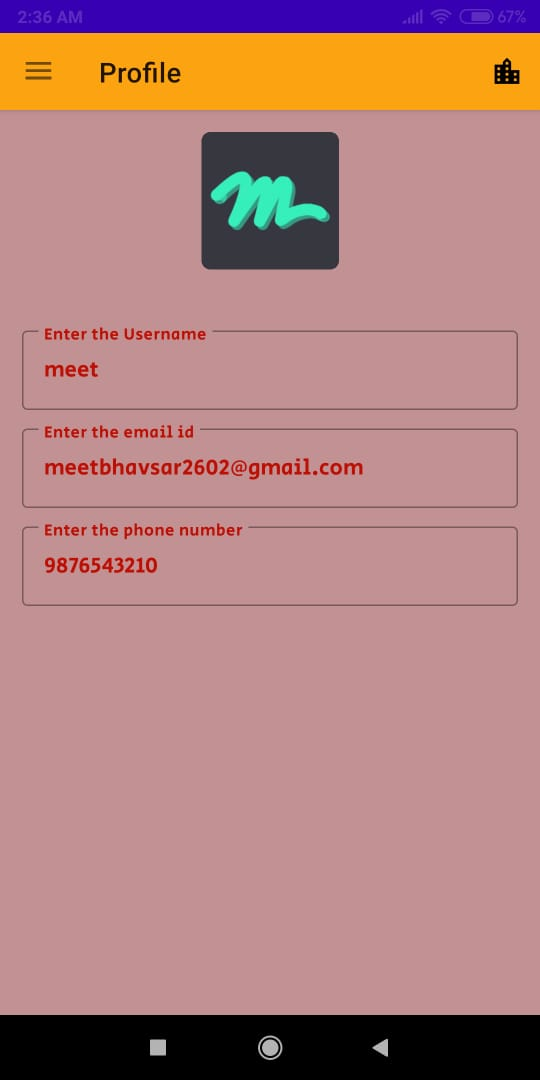 2:36 AM 67%
Profile
m
Enter the Username
meet
Enter the email id
meetbhavsar2602@gmail.com
Enter the phone number
9876543210